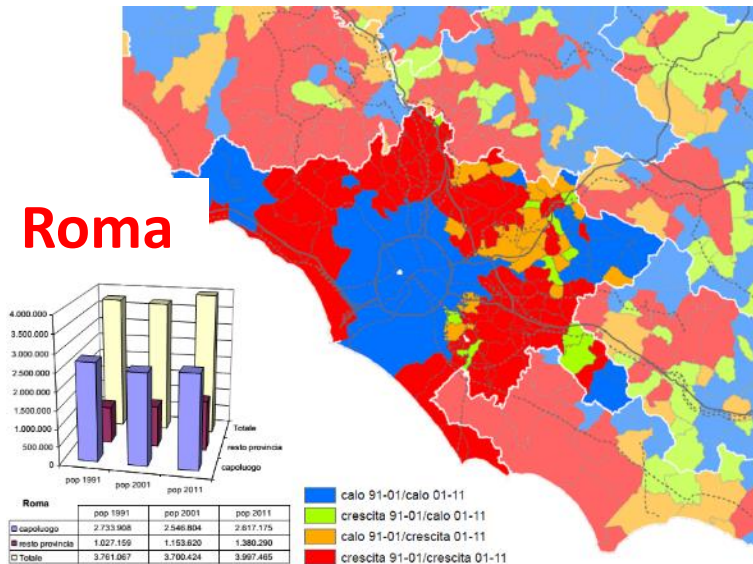 Roma
4.000.000
3.500.000
3.000.000
2.500.000
2.000.000
1.500.000
1.000.000
500.000
0
Totale
resto provincia
capoluogo
pop 1991
pop 2001
pop 2011
Roma
pop 1991 pop 2001 pop 2011
capoluogo 2.733.908 2.546.804 2.617.175
resto provincia 1.027.159 1.153.620 1.380.290
Totale 3.761.067 3.700.424 3.997.465
calo 91-01/calo 01-11
crescita 91-01/calo 01-11
calo 91-01/crescita 01-11
crescita 91-01/crescita 01-11